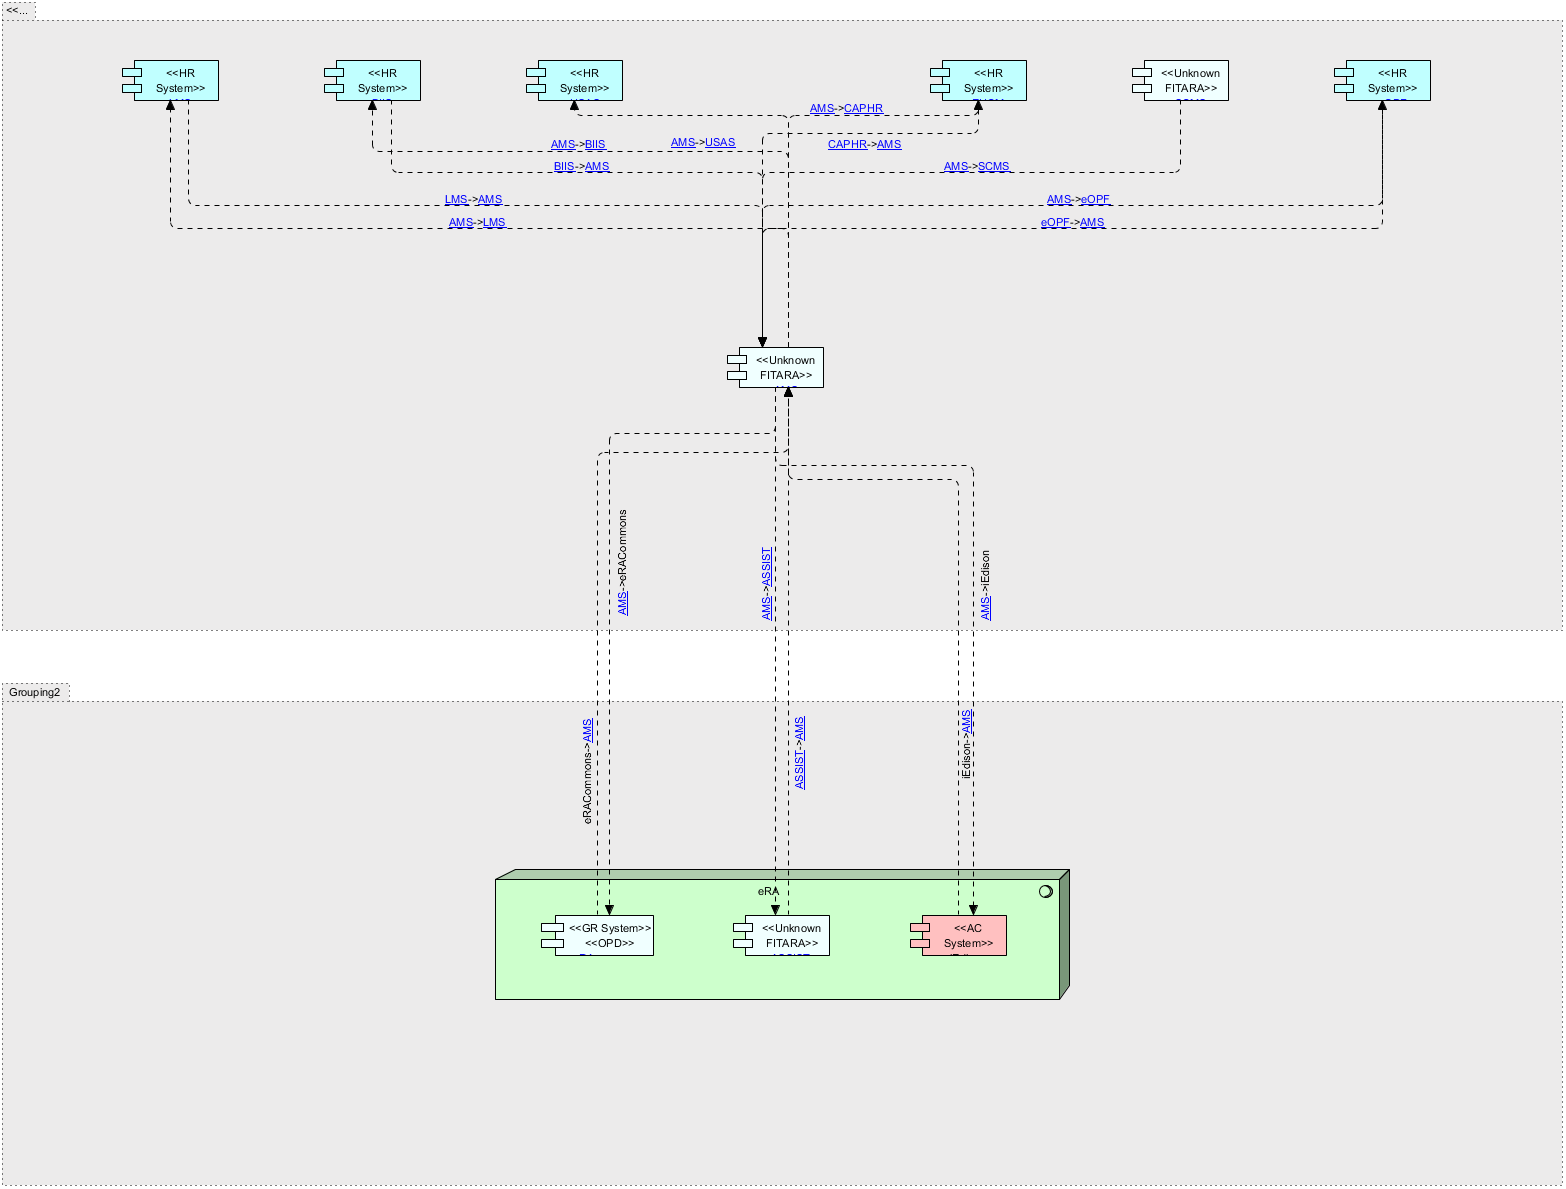 <<...
<<HR
System>>
<<HR
System>>
<<HR
System>>
<<HR
System>>
<<Unknown
FITARA>>
<<HR
System>>
AMS->CAPHR
AMS->BIIS
AMS->USAS
CAPHR->AMS
BIIS->AMS
AMS->SCMS
LMS->AMS
AMS->eOPF
AMS->LMS
eOPF->AMS
<<Unknown
FITARA>>
AMS->eRACommons
AMS->ASSIST
AMS->iEdison
Grouping2
eRACommons->AMS
ASSIST->AMS
iEdison->AMS
eRA
<<GR System>>
<<OPD>>
<<Unknown
FITARA>>
ASSIST
<<AC
System>>